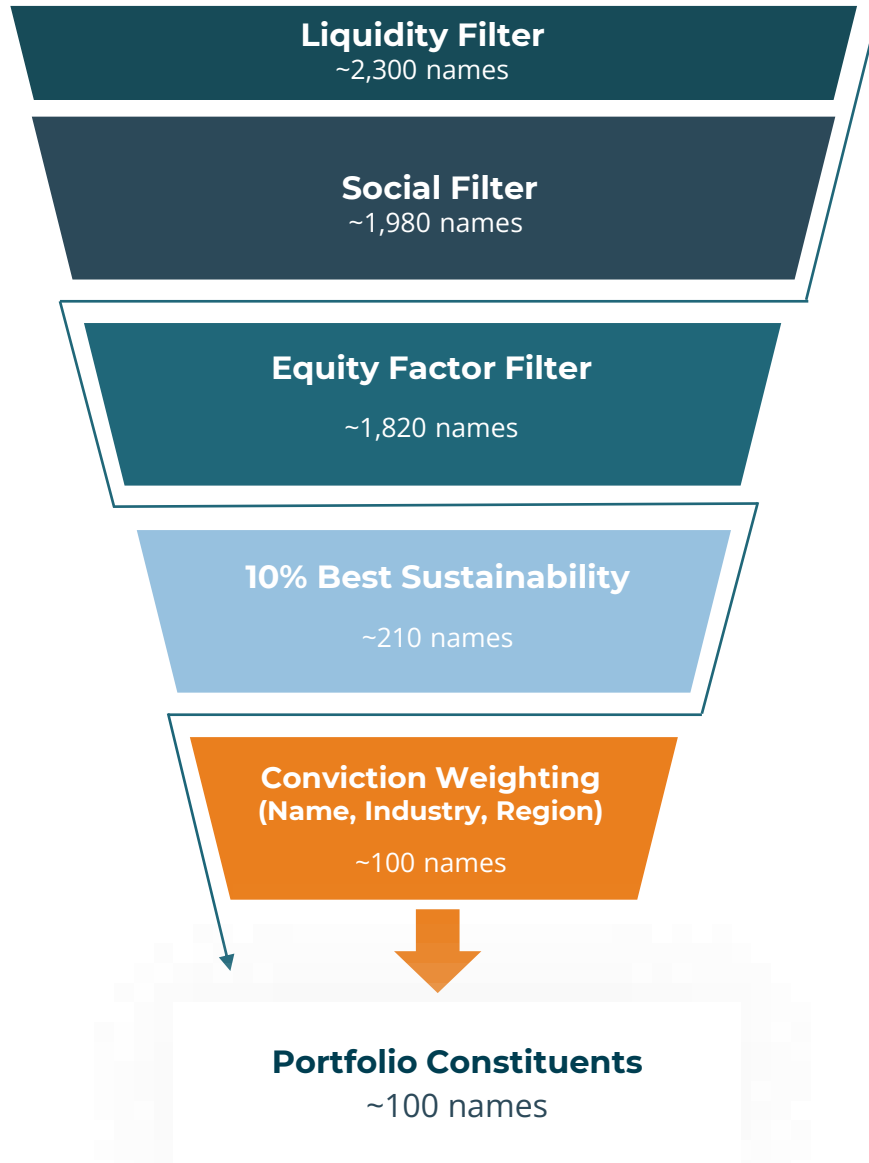 Liquidity Filter
~2,300 names
Social Filter
~1,980 names
Equity Factor Filter
~1,820 names
10% Best Sustainability
~210 names
Conviction Weighting
(Name, Industry, Region)
~100 names
Portfolio Constituents
~100 names